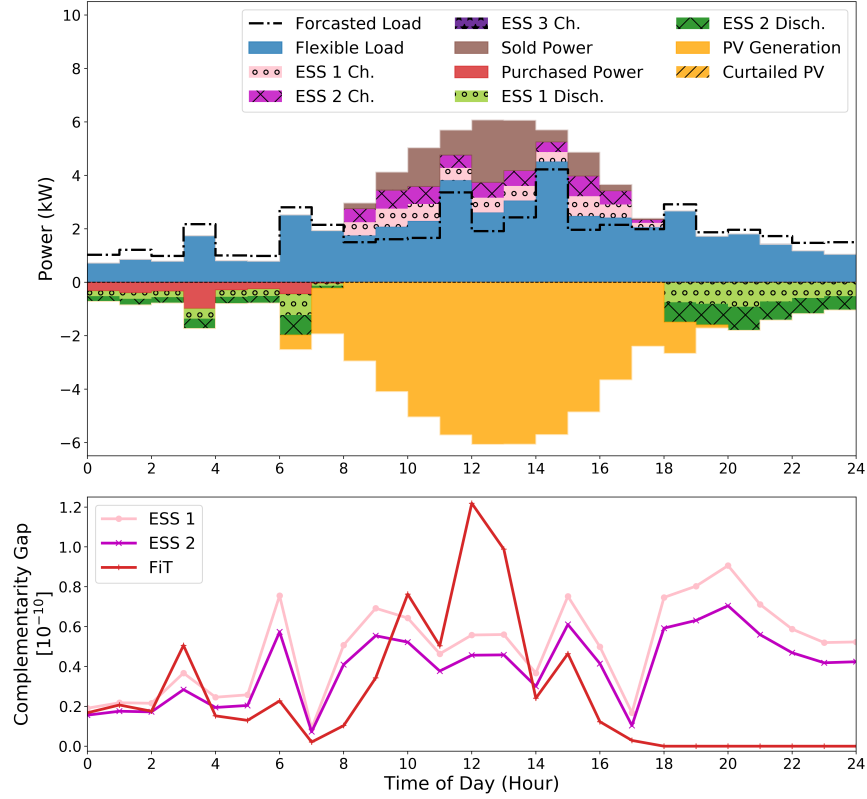 Power (kW)
6
4
2
0
−2
−4
−6
Forcasted Load
Flexible Load
ESS 1 Ch.
ESS 2 Ch.
ESS 3 Ch.
Sold Power
Purchased Power
ESS 1 Disch.
ESS 2 Disch.
PV Generation
Curtailed PV
0 2 4 6 8 10 12 14 16 18 20 22 24
Complementarity Gap
[10⁻¹⁰]
1.2
1.0
0.8
0.6
0.4
0.2
0.0
ESS 1
ESS 2
FiT
0 2 4 6 8 10 12 14 16 18 20 22 24
Time of Day (Hour)